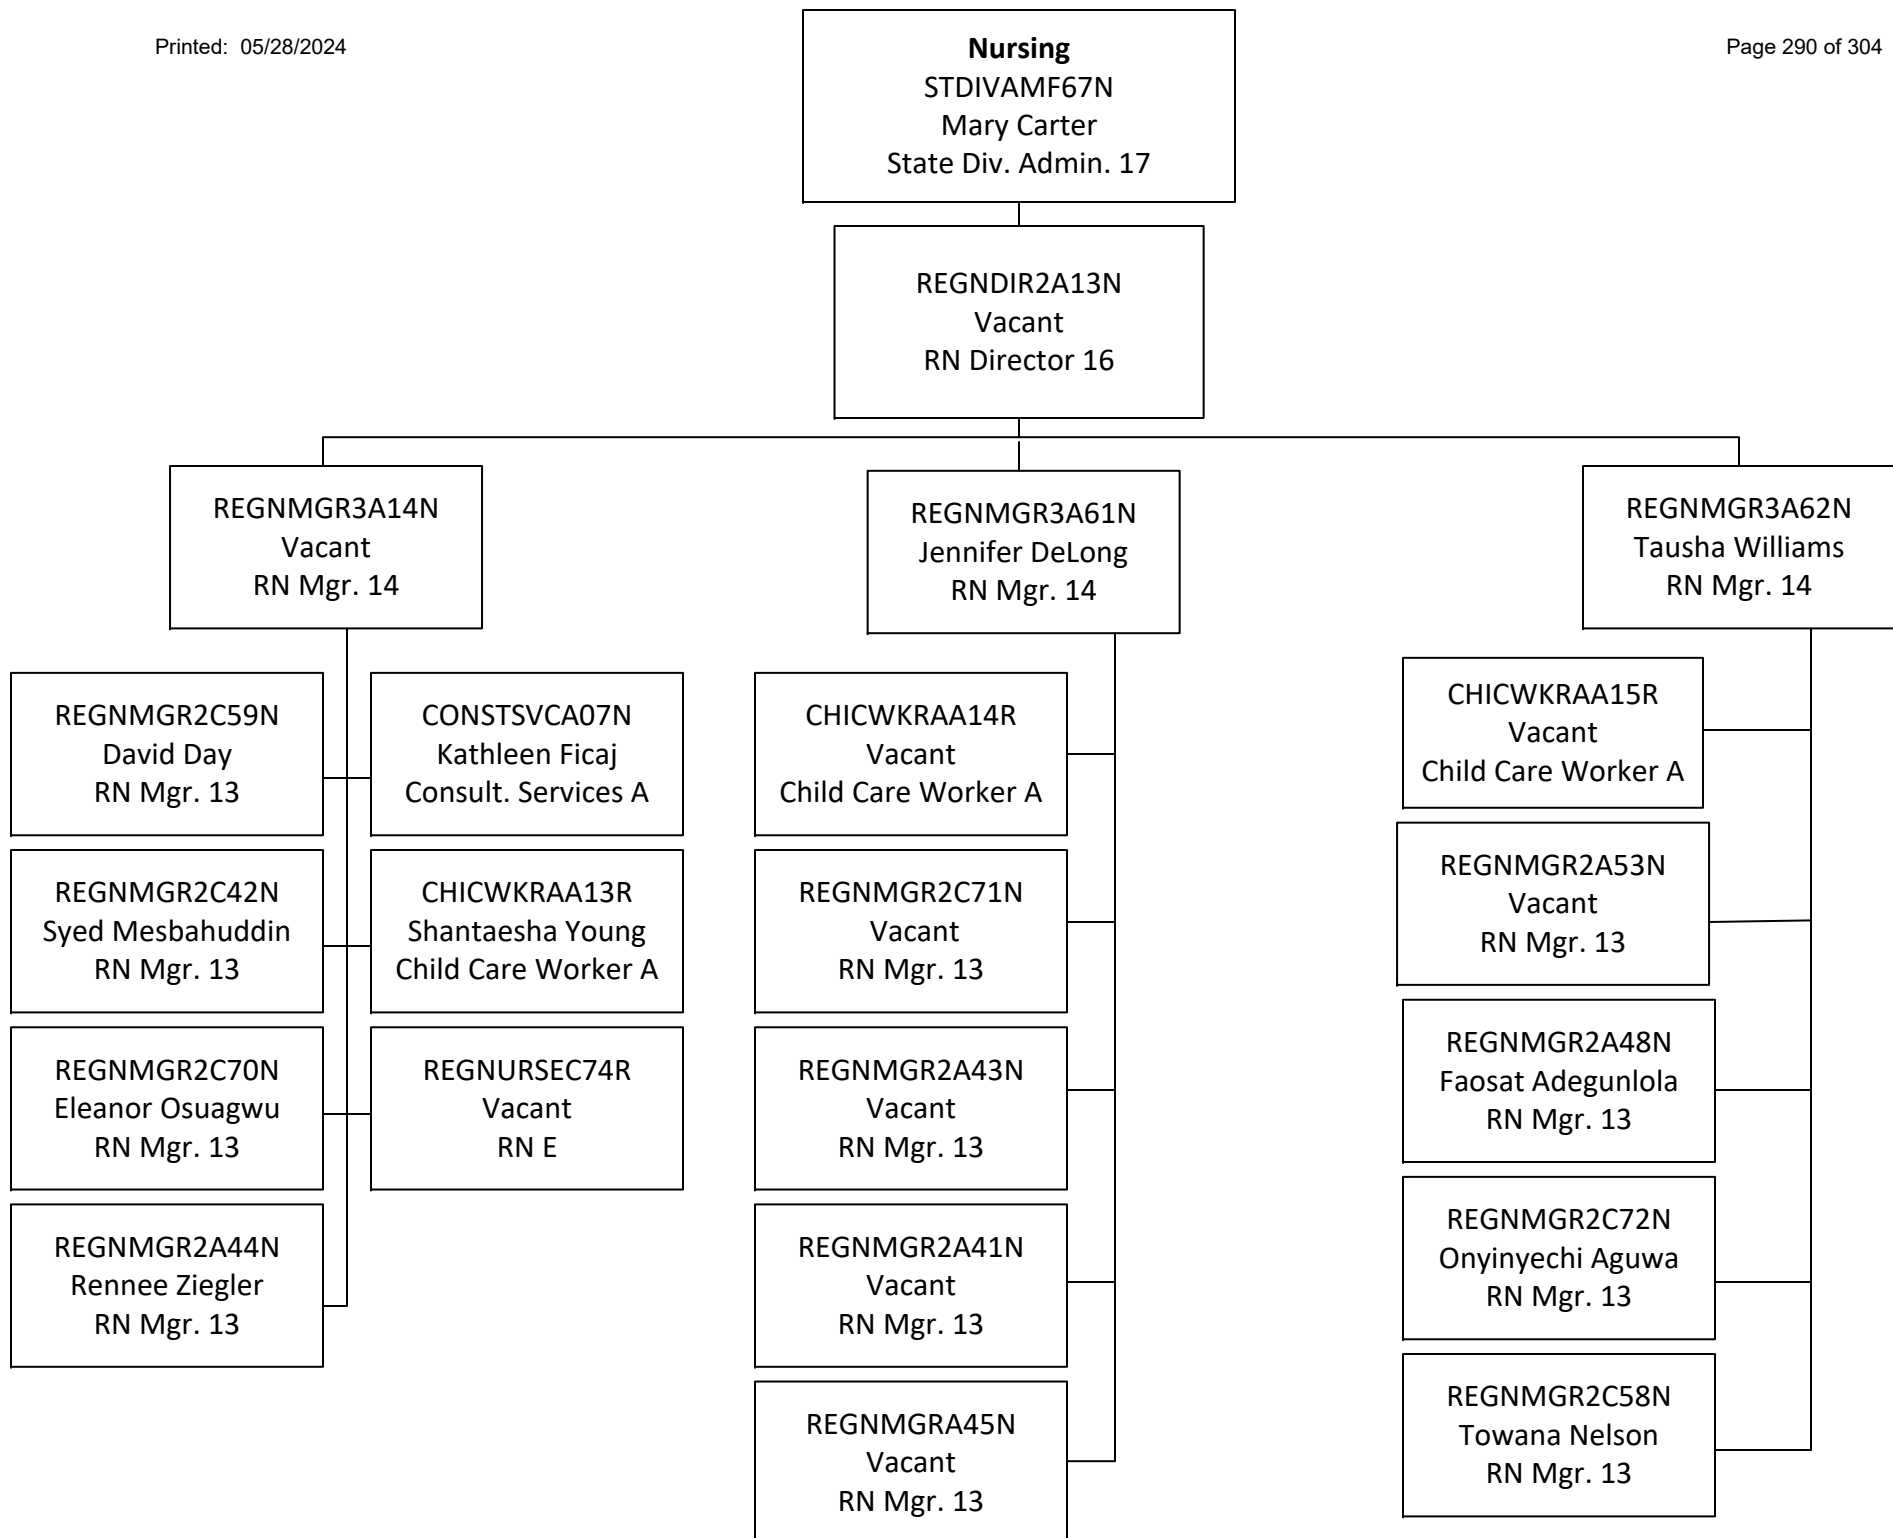 Printed: 05/28/2024
Page 290 of 304
Nursing
STDIVAMF67N
Mary Carter
State Div. Admin. 17
REGNDIR2A13N
Vacant
RN Director 16
REGNMGR3A14N
Vacant
RN Mgr. 14
REGNMGR3A61N
Jennifer DeLong
RN Mgr. 14
REGNMGR3A62N
Tausha Williams
RN Mgr. 14
REGNMGR2C59N
David Day
RN Mgr. 13
CONSTSVCA07N
Kathleen Ficaj
Consult. Services A
REGNMGR2C42N
Syed Mesbahuddin
RN Mgr. 13
CHICWKRAA13R
Shantaesha Young
Child Care Worker A
REGNMGR2C70N
Eleanor Osuagwu
RN Mgr. 13
REGNURSEC74R
Vacant
RN E
REGNMGR2A44N
Rennee Ziegler
RN Mgr. 13
CHICWKRAA14R
Vacant
Child Care Worker A
REGNMGR2C71N
Vacant
RN Mgr. 13
REGNMGR2A43N
Vacant
RN Mgr. 13
REGNMGR2A41N
Vacant
RN Mgr. 13
REGNMGRA45N
Vacant
RN Mgr. 13
CHICWKRAA15R
Vacant
Child Care Worker A
REGNMGR2A53N
Vacant
RN Mgr. 13
REGNMGR2A48N
Faosat Adegunlola
RN Mgr. 13
REGNMGR2C72N
Onyinyechi Aguwa
RN Mgr. 13
REGNMGR2C58N
Towana Nelson
RN Mgr. 13